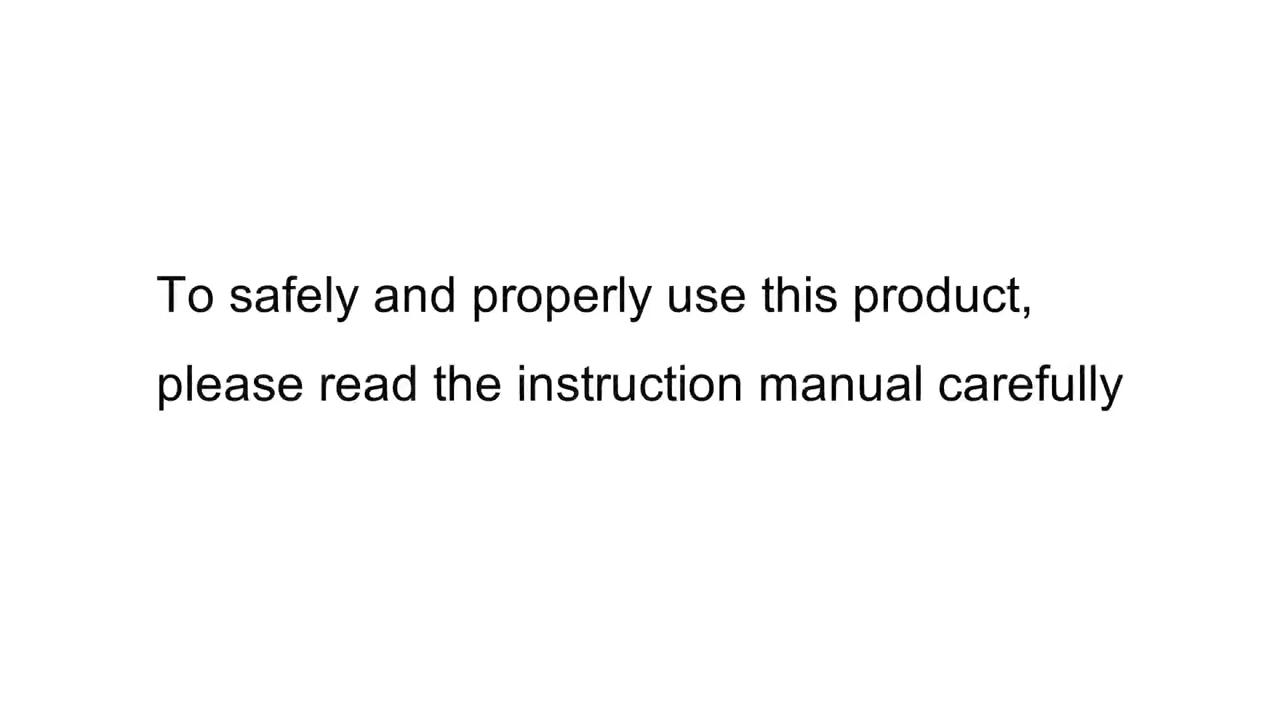 To safely and properly use this product,
please read the instruction manual carefully